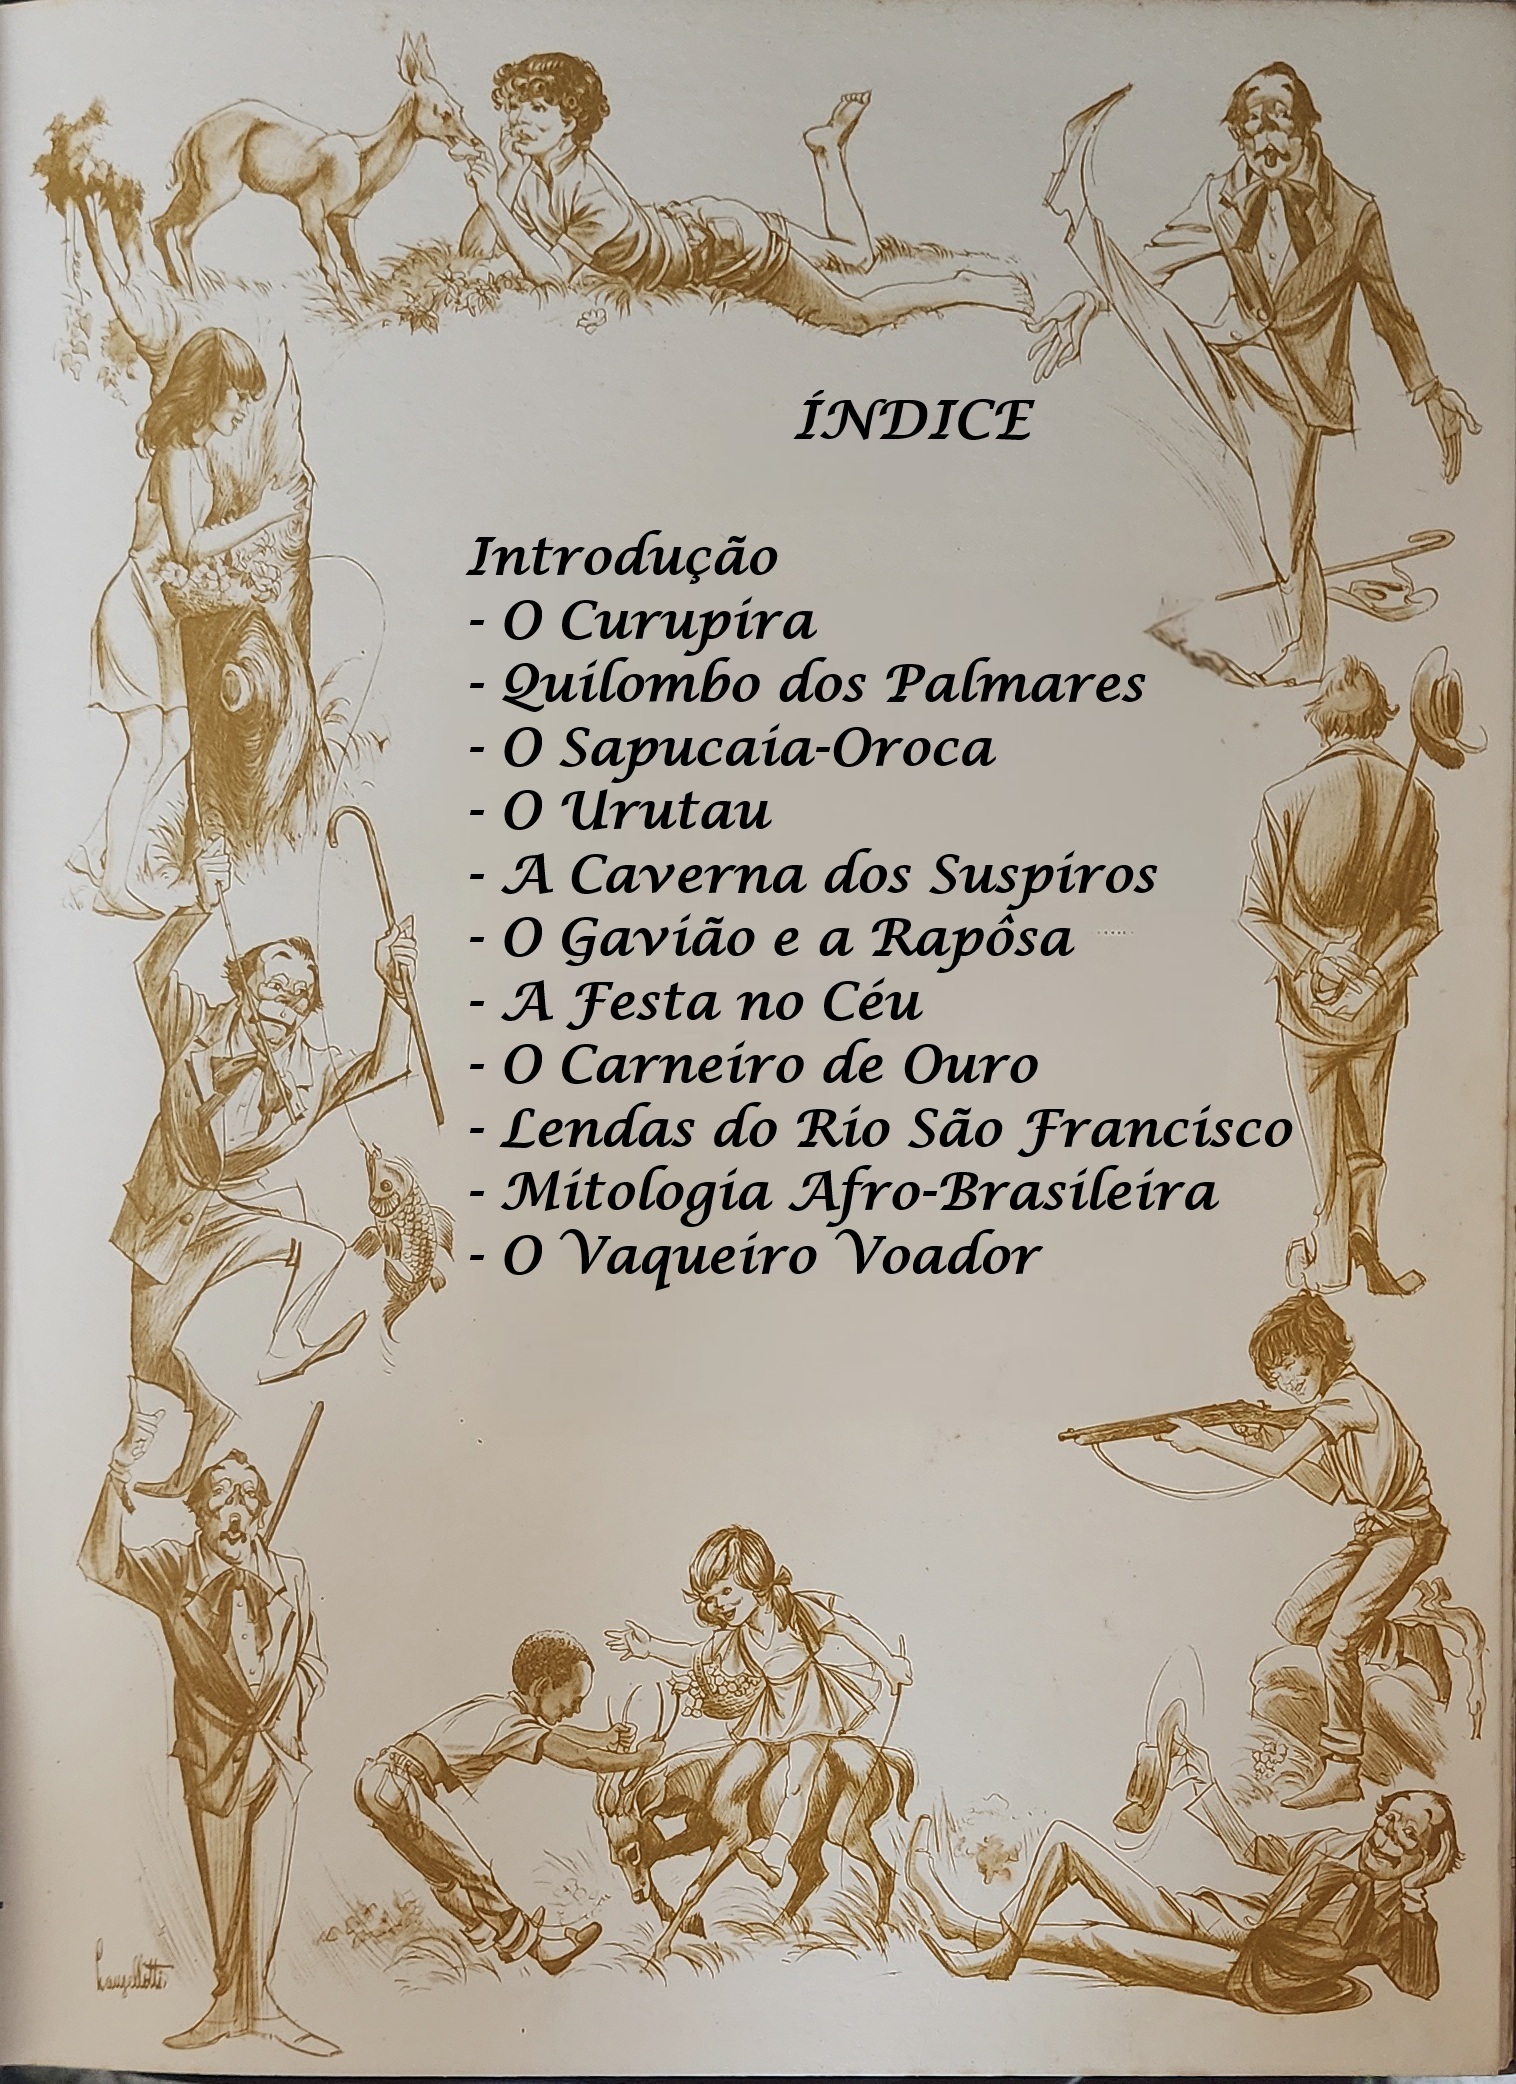 ÍNDICE
Introdução
- O Curupira
- Quilombo dos Palmares
- O Sapucaia-Oroca
- O Urutau
- A Caverna dos Suspiros
- O Gavião e a Rapôsa
- A Festa no Céu
- O Carneiro de Ouro
- Lendas do Rio São Francisco
- Mitologia Afro-Brasileira
- O Vaqueiro Voador